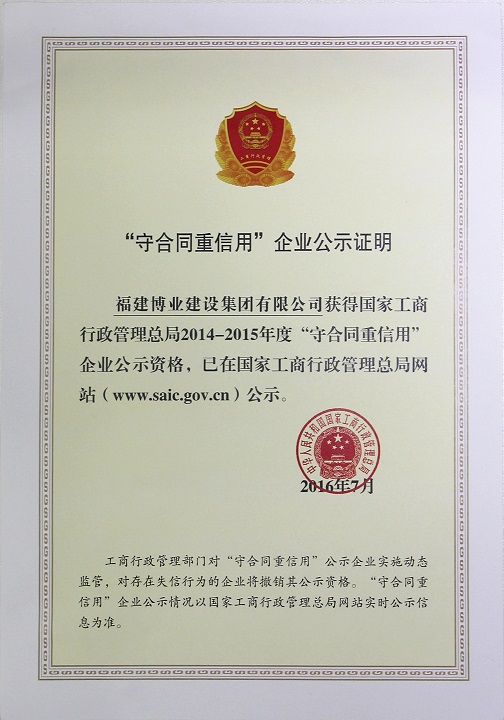 工商行政管理
“守合同重信用”企业公示证明
福建博业建设集团有限公司获得国家工商
行政管理总局2014-2015年度“守合同重信用”
企业公示资格，已在国家工商行政管理总局网
站（www.saic.gov.cn）公示。
中华人民共和国国家工商行政管理总局
2016年7月
工商行政管理部门对“守合同重信用”公示企业实施动态
监管，对存在失信行为的企业将撤销其公示资格。“守合同重
信用”企业公示情况以国家工商行政管理总局网站实时公示信
息为准。